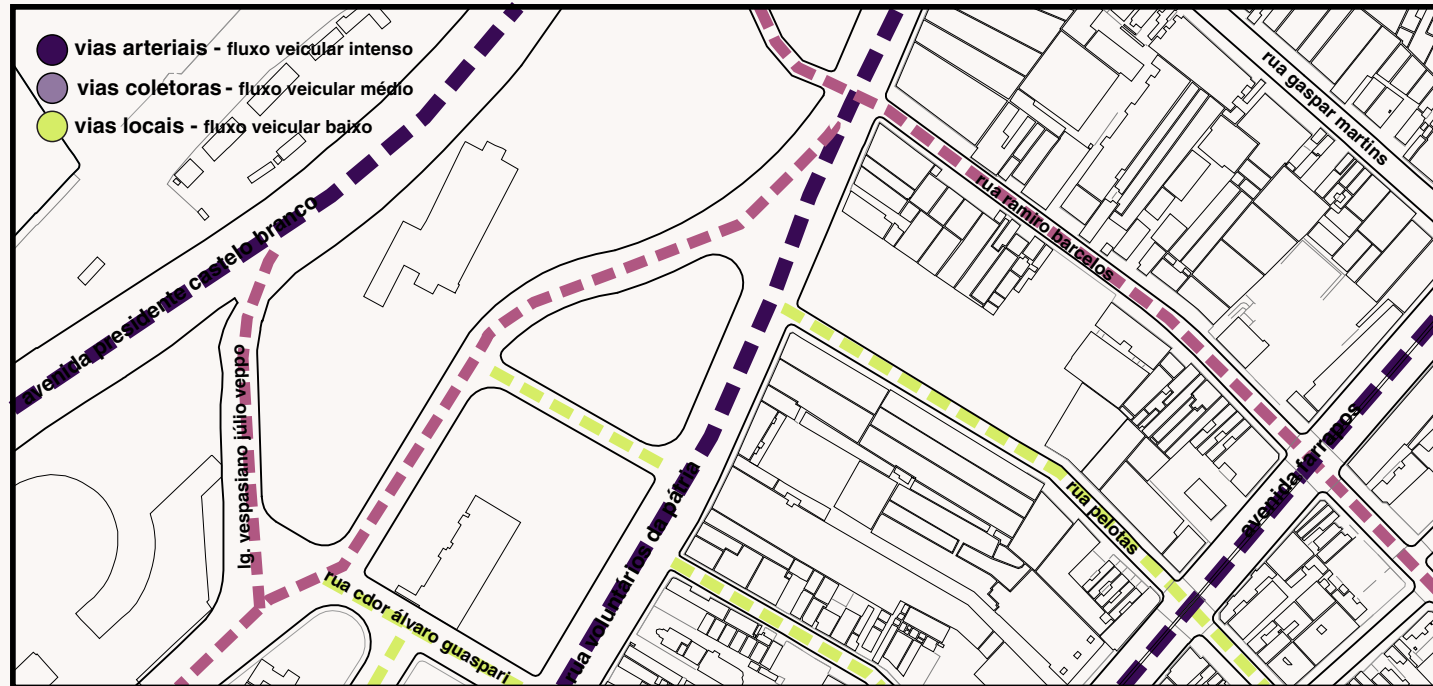 vias arteriais - fluxo veicular intenso
vias coletoras - fluxo veicular médio
vias locais - fluxo veicular baixo
rua gaspar martins
rua ramiro barcelos
avenida presidente castelo branco
lg. vespasiano júlio veppo
avenida farrapos
rua pelotas
rua voluntários da pátria
rua cdor álvaro guaspari